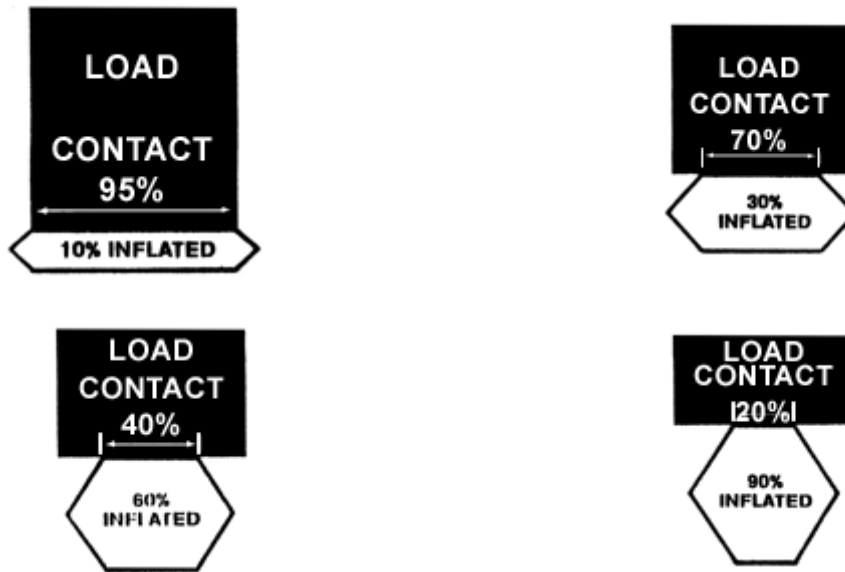 LOAD
CONTACT
95%
10% INFLATED
LOAD
CONTACT
70%
30%
INFLATED
LOAD
CONTACT
40%
60%
INFLATED
LOAD
CONTACT
20%
90%
INFLATED